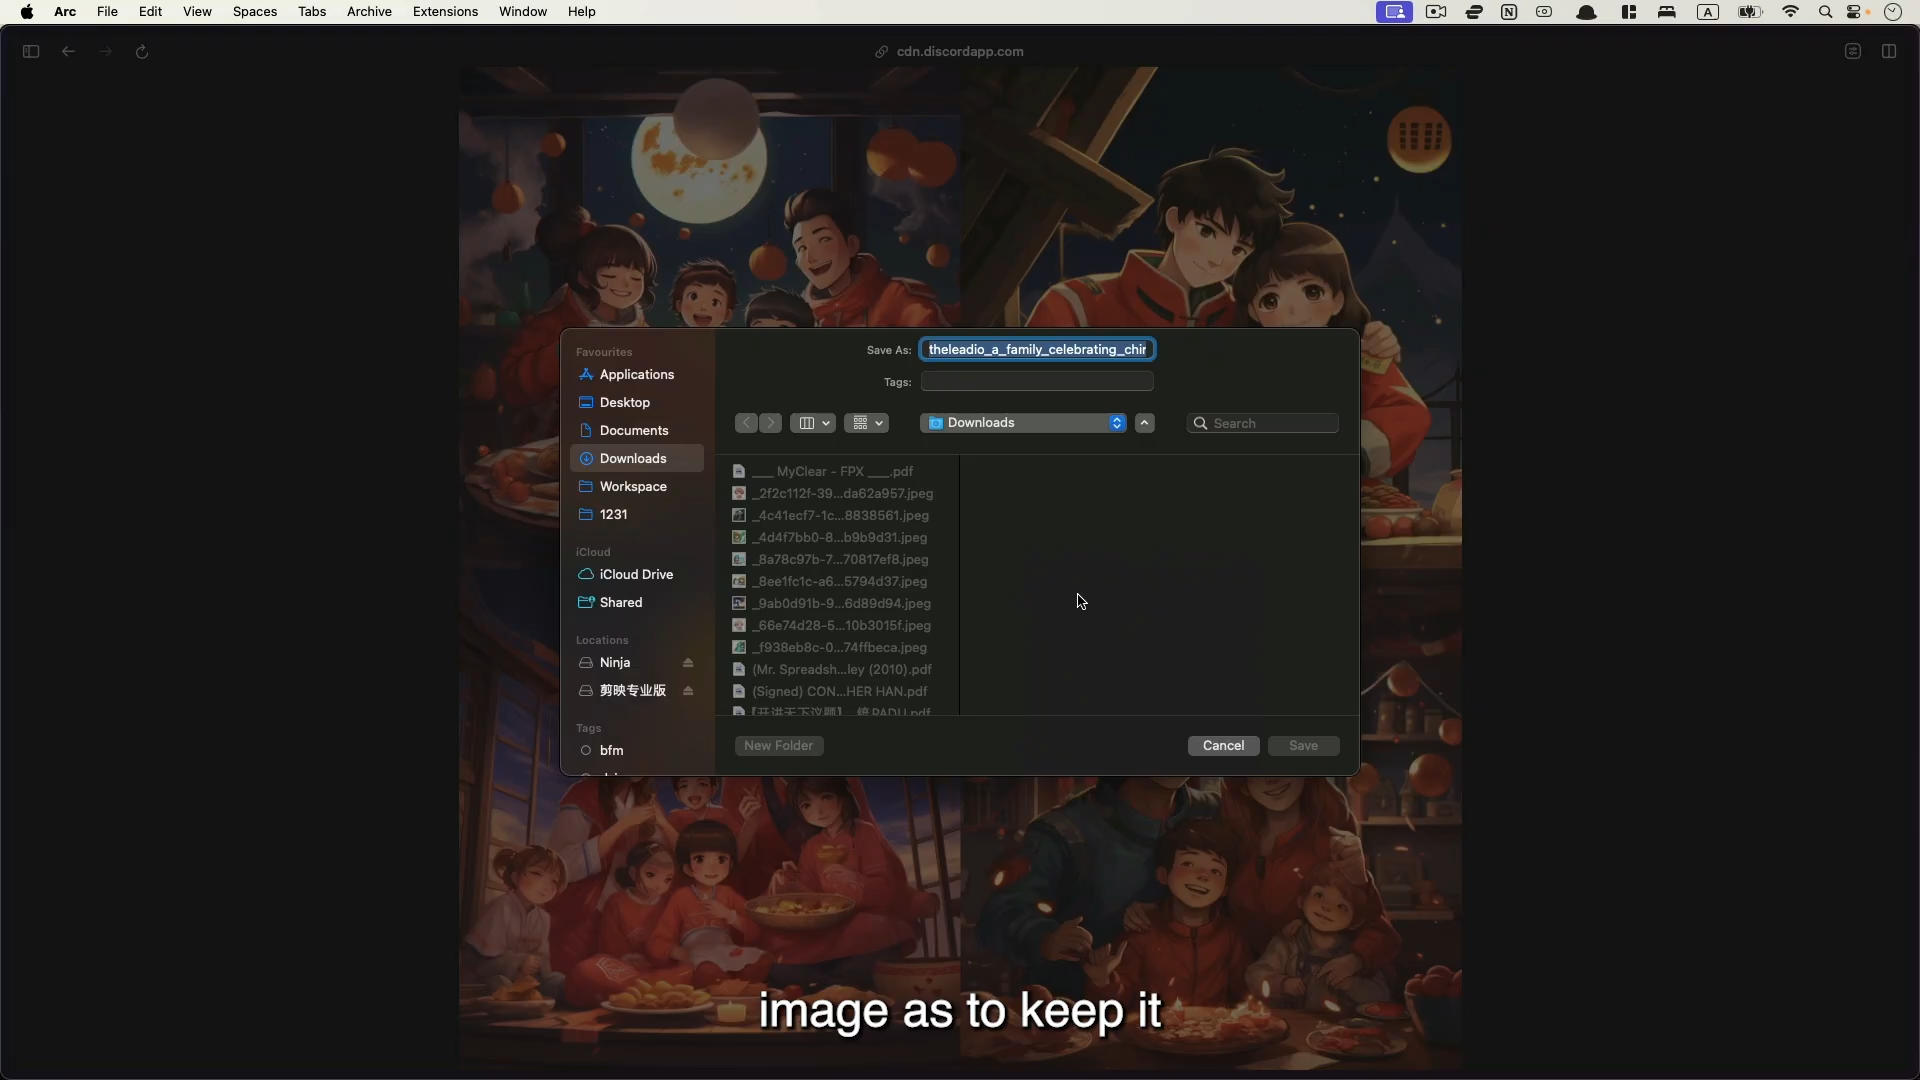 Arc File Edit View Spaces Tabs Archive Extensions Window Help
A
cdn.discordapp.com
Save As: theleadio_a_family_celebrating_chin
Tags:
Downloads
Search
Favourites
Applications
Desktop
Documents
Downloads
Workspace
1231
iCloud
iCloud Drive
Shared
Locations
Ninja
剪映专业版
Tags
bfm
___ MyClear - FPX ___.pdf
_2f2c112f-39...da62a957.jpeg
_4c41ecf7-1c...8838561.jpeg
_4d4f7bb0-8...b9b9d31.jpeg
_8a78c97b-7...70817ef8.jpeg
_8ee1fc1c-a6...5794d37.jpeg
_9ab0d91b-9...6d89d94.jpeg
_66e74d28-5...10b3015f.jpeg
_f938eb8c-0...74ffbeca.jpeg
(Mr. Spreadsh...ley (2010).pdf
(Signed) CON...HER HAN.pdf
New Folder
Cancel
Save
image as to keep it